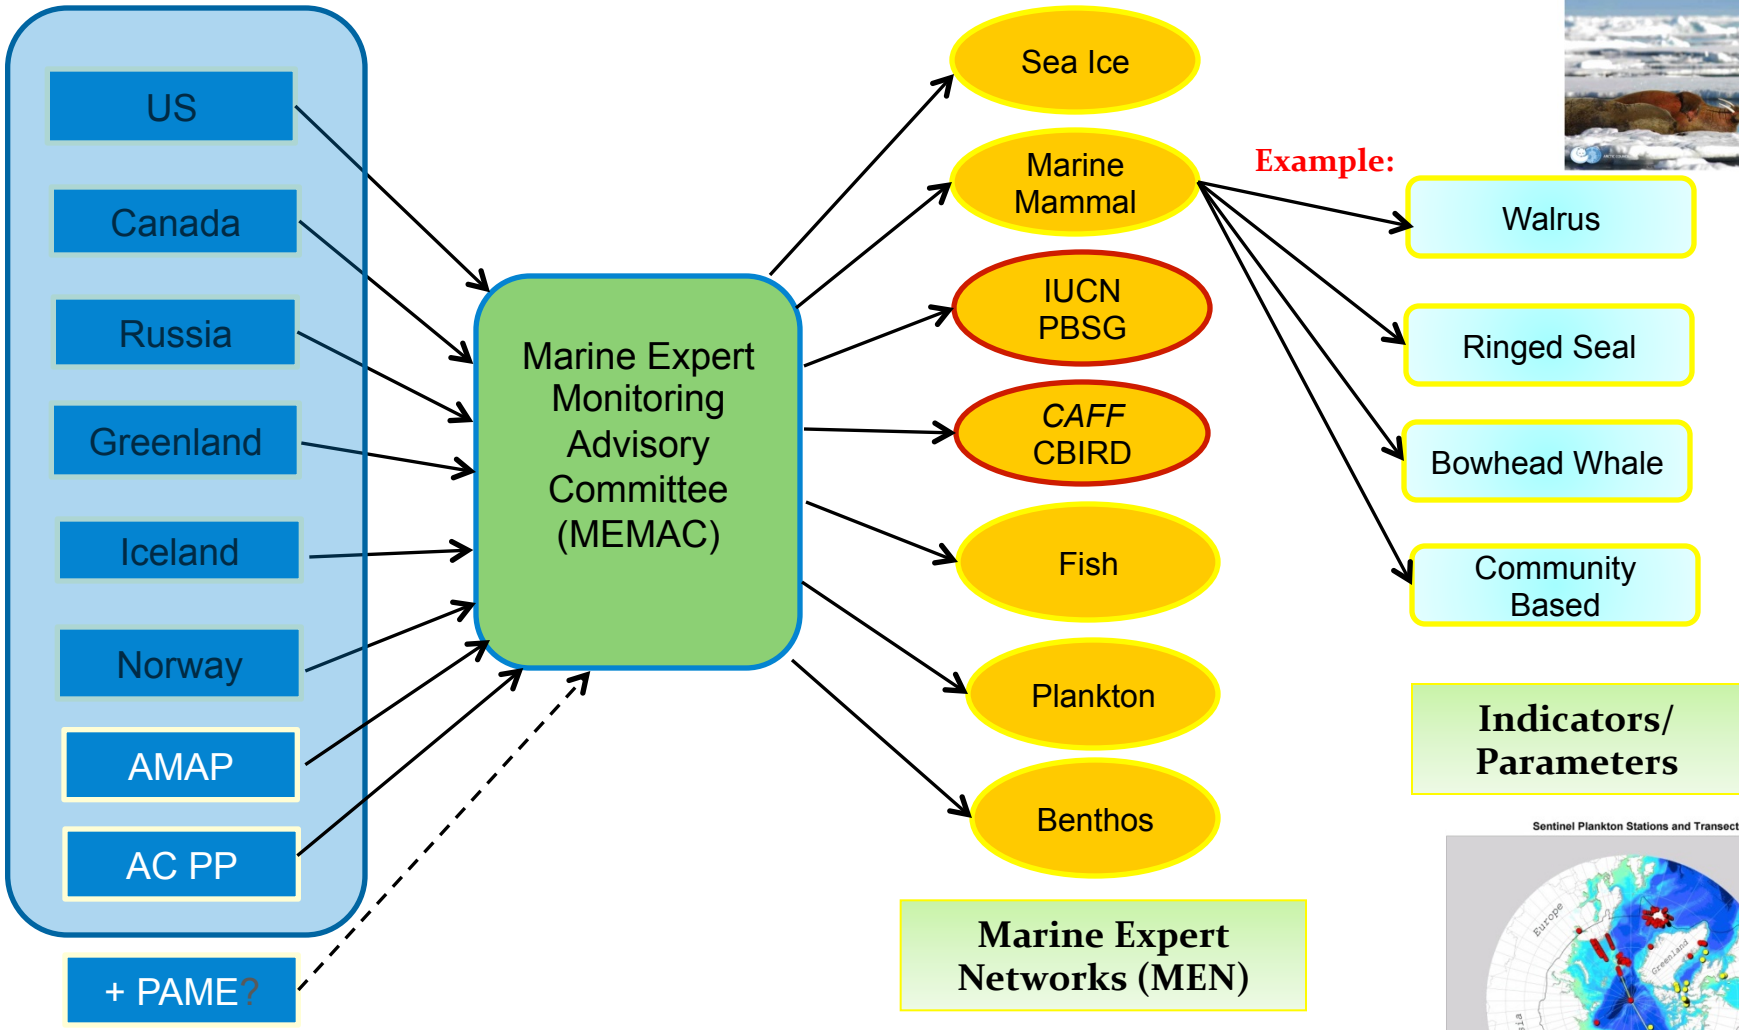 US
Canada
Russia
Greenland
Iceland
Norway
AMAP
AC PP
+ PAME?
Marine Expert
Monitoring
Advisory
Committee
(MEMAC)
Sea Ice
Marine
Mammal
IUCN
PBSG
CAFF
CBIRD
Fish
Plankton
Benthos
Marine Expert
Networks (MEN)
Example:
Walrus
Ringed Seal
Bowhead Whale
Community
Based
Indicators/
Parameters
Sentinel Plankton Stations and Transect
Europe
Greenland